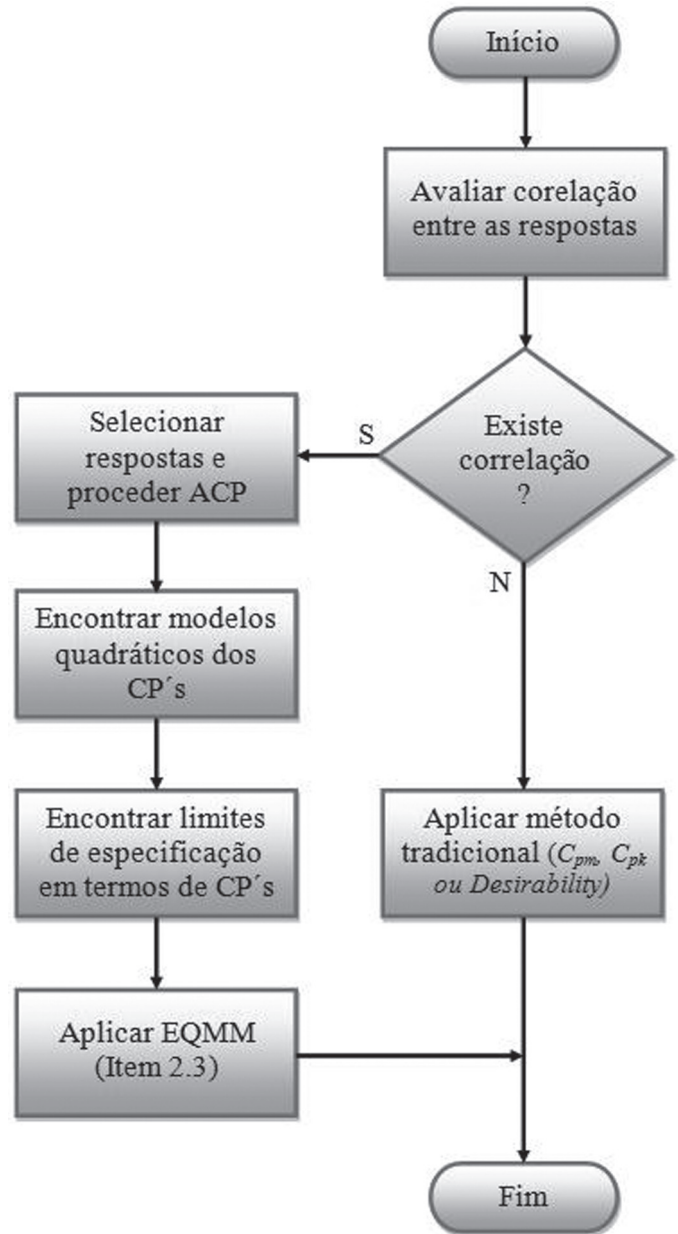 Início
Avaliar corelação
entre as respostas
Existe
correlação
?
S
N
Selecionar
respostas e
proceder ACP
Encontrar modelos
quadráticos dos
CP´s
Encontrar limites
de especificação
em termos de CP´s
Aplicar EQMM
(Item 2.3)
Aplicar método
tradicional (Cpm, Cpk
ou Desirability)
Fim